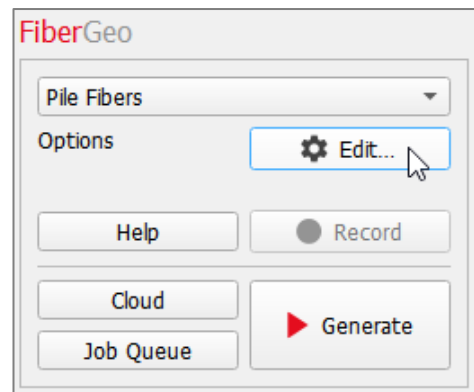 FiberGeo
Pile Fibers
Options
Edit...
Help
Record
Cloud
Generate
Job Queue